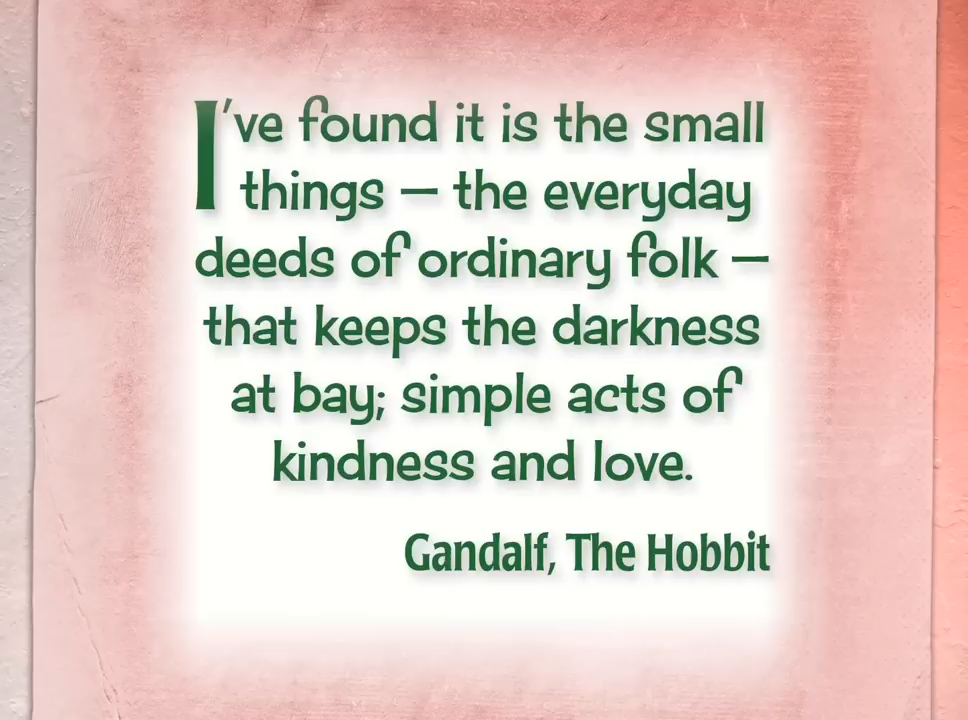 I've found it is the small
things – the everyday
deeds of ordinary folk –
that keeps the darkness
at bay; simple acts of
kindness and love.
Gandalf, The Hobbit